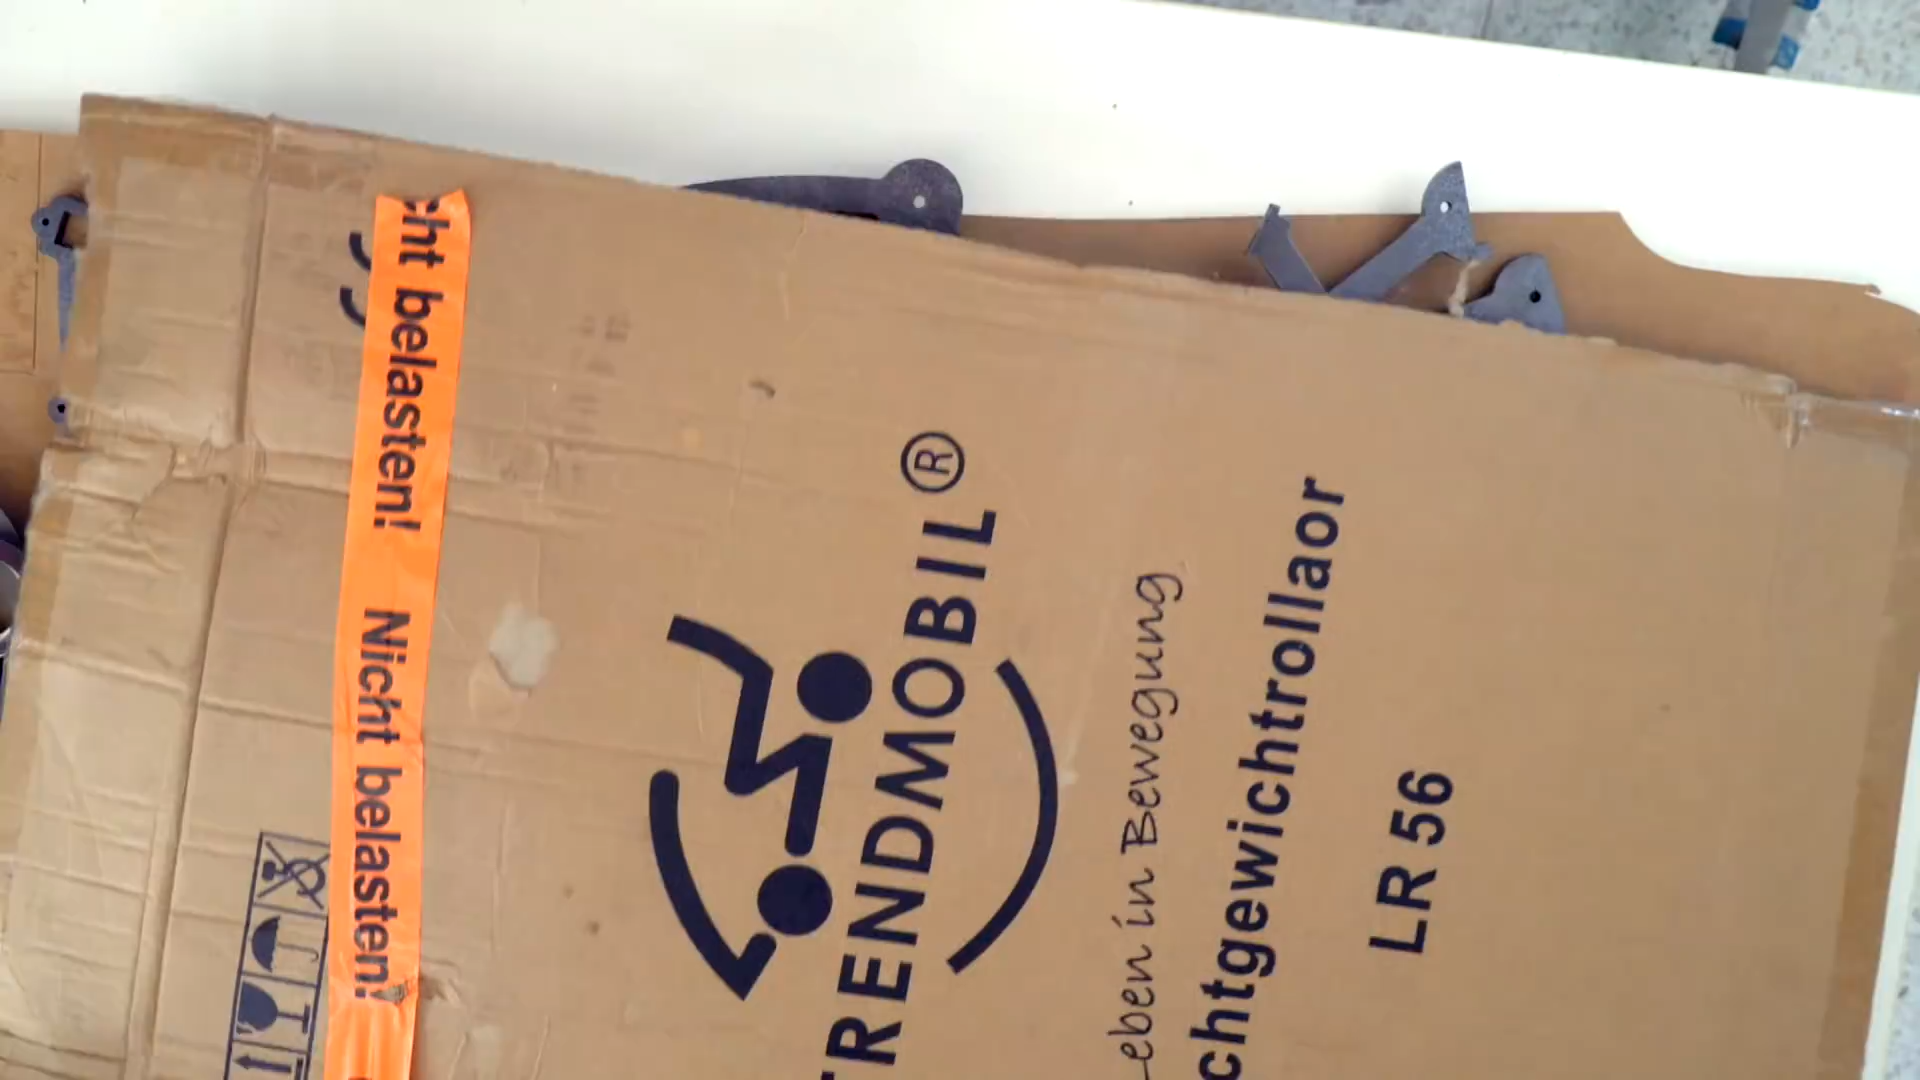 cht belasten! Nicht belasten!
TRENDMOBIL®
eben in Bewegung
chtgewichtrollaor
LR 56